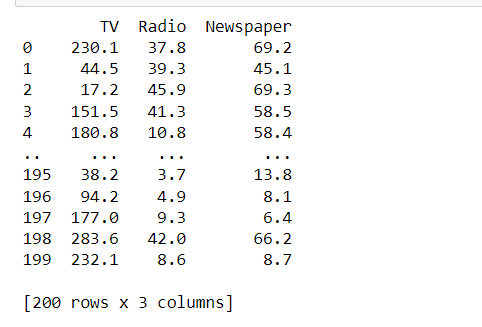 TV Radio Newspaper
0 230.1 37.8 69.2
1 44.5 39.3 45.1
2 17.2 45.9 69.3
3 151.5 41.3 58.5
4 180.8 10.8 58.4
.. ... ... ...
195 38.2 3.7 13.8
196 94.2 4.9 8.1
197 177.0 9.3 6.4
198 283.6 42.0 66.2
199 232.1 8.6 8.7
[200 rows x 3 columns]